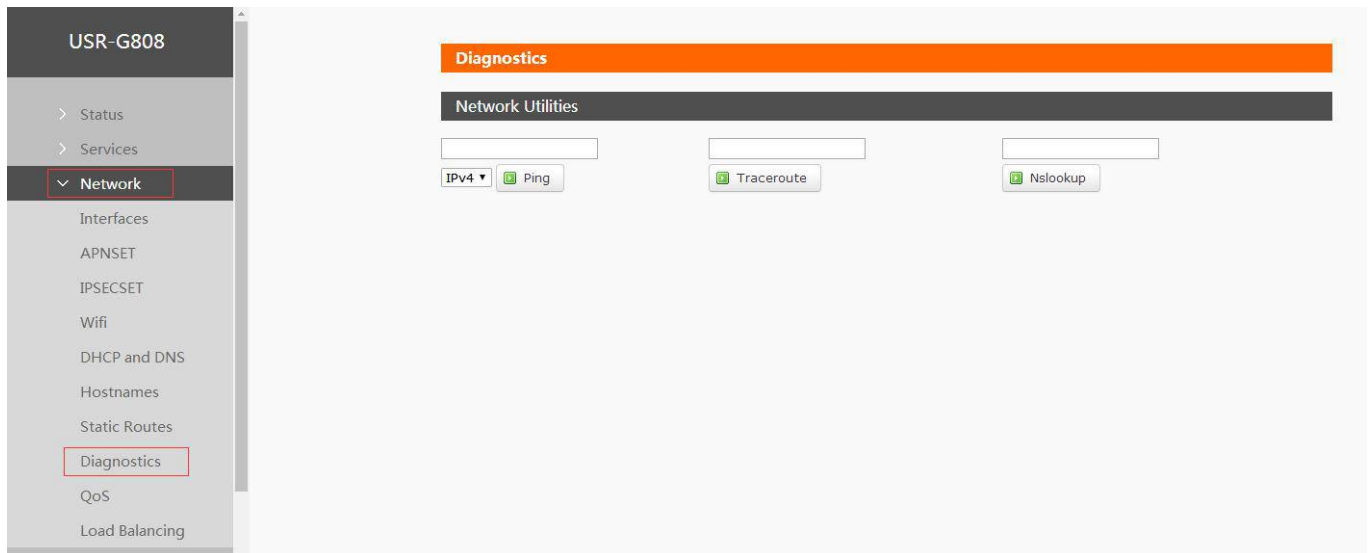 USR-G808
Status
Services
Network
Interfaces
APNSET
IPSECSET
Wifi
DHCP and DNS
Hostnames
Static Routes
Diagnostics
QoS
Load Balancing
Diagnostics
Network Utilities
IPv4 Ping Traceroute Nslookup